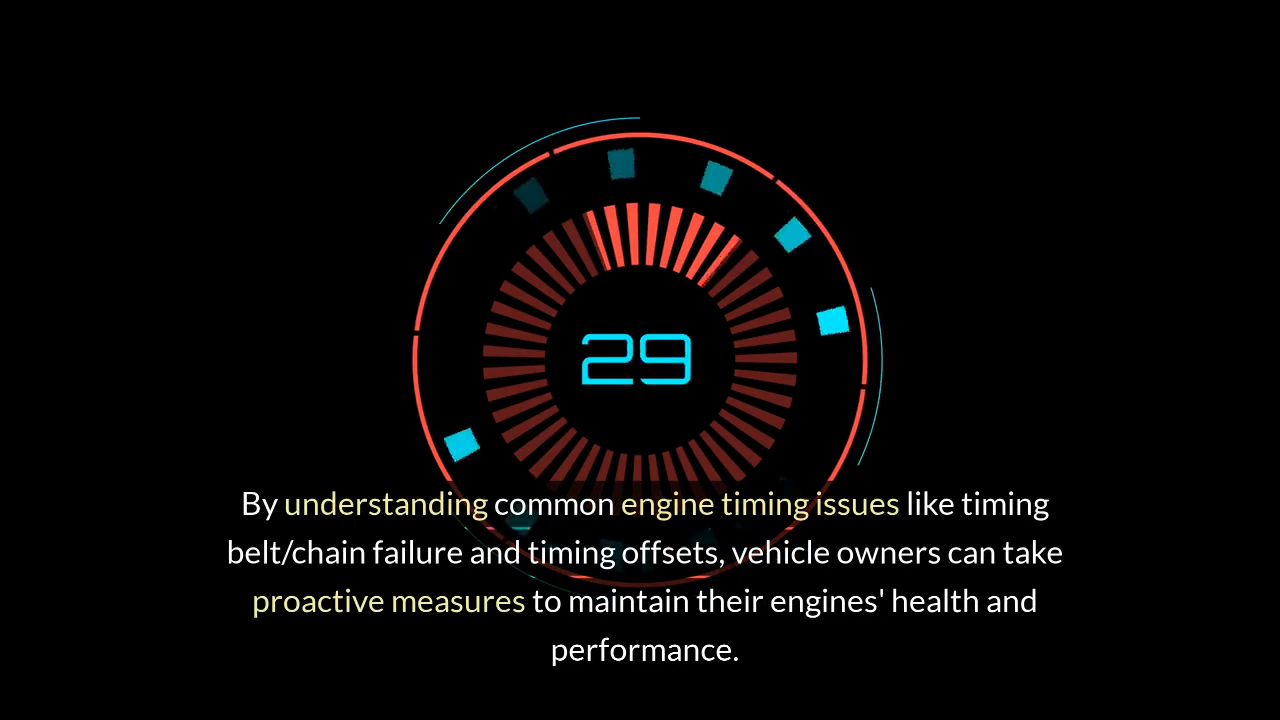 29
By understanding common engine timing issues like timing
belt/chain failure and timing offsets, vehicle owners can take
proactive measures to maintain their engines' health and
performance.